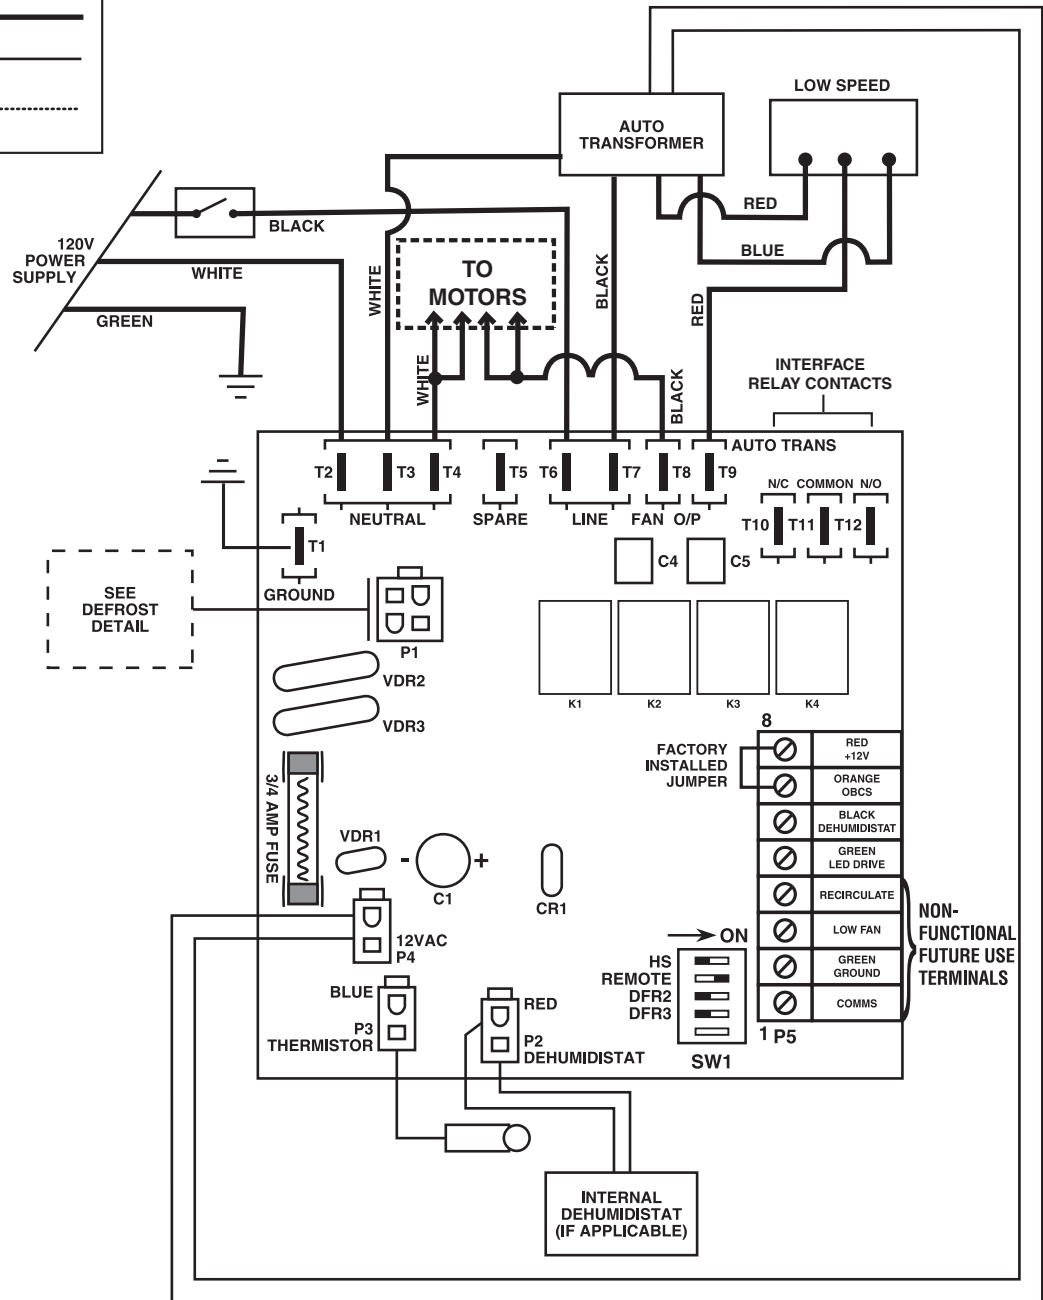 LOW SPEED
AUTO
TRANSFORMER
RED
BLACK
120V
POWER
SUPPLY
BLUE
WHITE
TO
MOTORS
WHITE
BLACK
RED
GREEN
WHITE
BLACK
INTERFACE
RELAY CONTACTS
AUTO TRANS
T2
T3
T4
T5
T6
T7
T8
T9
N/C
COMMON
N/O
NEUTRAL
SPARE
LINE
FAN
O/P
T10
T11
T12
T1
GROUND
C4
C5
SEE
DEFROST
DETAIL
P1
VDR2
VDR3
K1
K2
K3
K4
8
FACTORY
INSTALLED
JUMPER
RED
+12V
ORANGE
OBCS
BLACK
DEHUMIDISTAT
GREEN
LED DRIVE
RECIRCULATE
LOW FAN
GREEN
GROUND
COMMS
1 P5
NON-
FUNCTIONAL
FUTURE USE
TERMINALS
3/4 AMP FUSE
VDR1
-
+
C1
CR1
12VAC
P4
ON
HS
REMOTE
DFR2
DFR3
SW1
BLUE
P3
THERMISTOR
RED
P2
DEHUMIDISTAT
INTERNAL
DEHUMIDISTAT
(IF APPLICABLE)